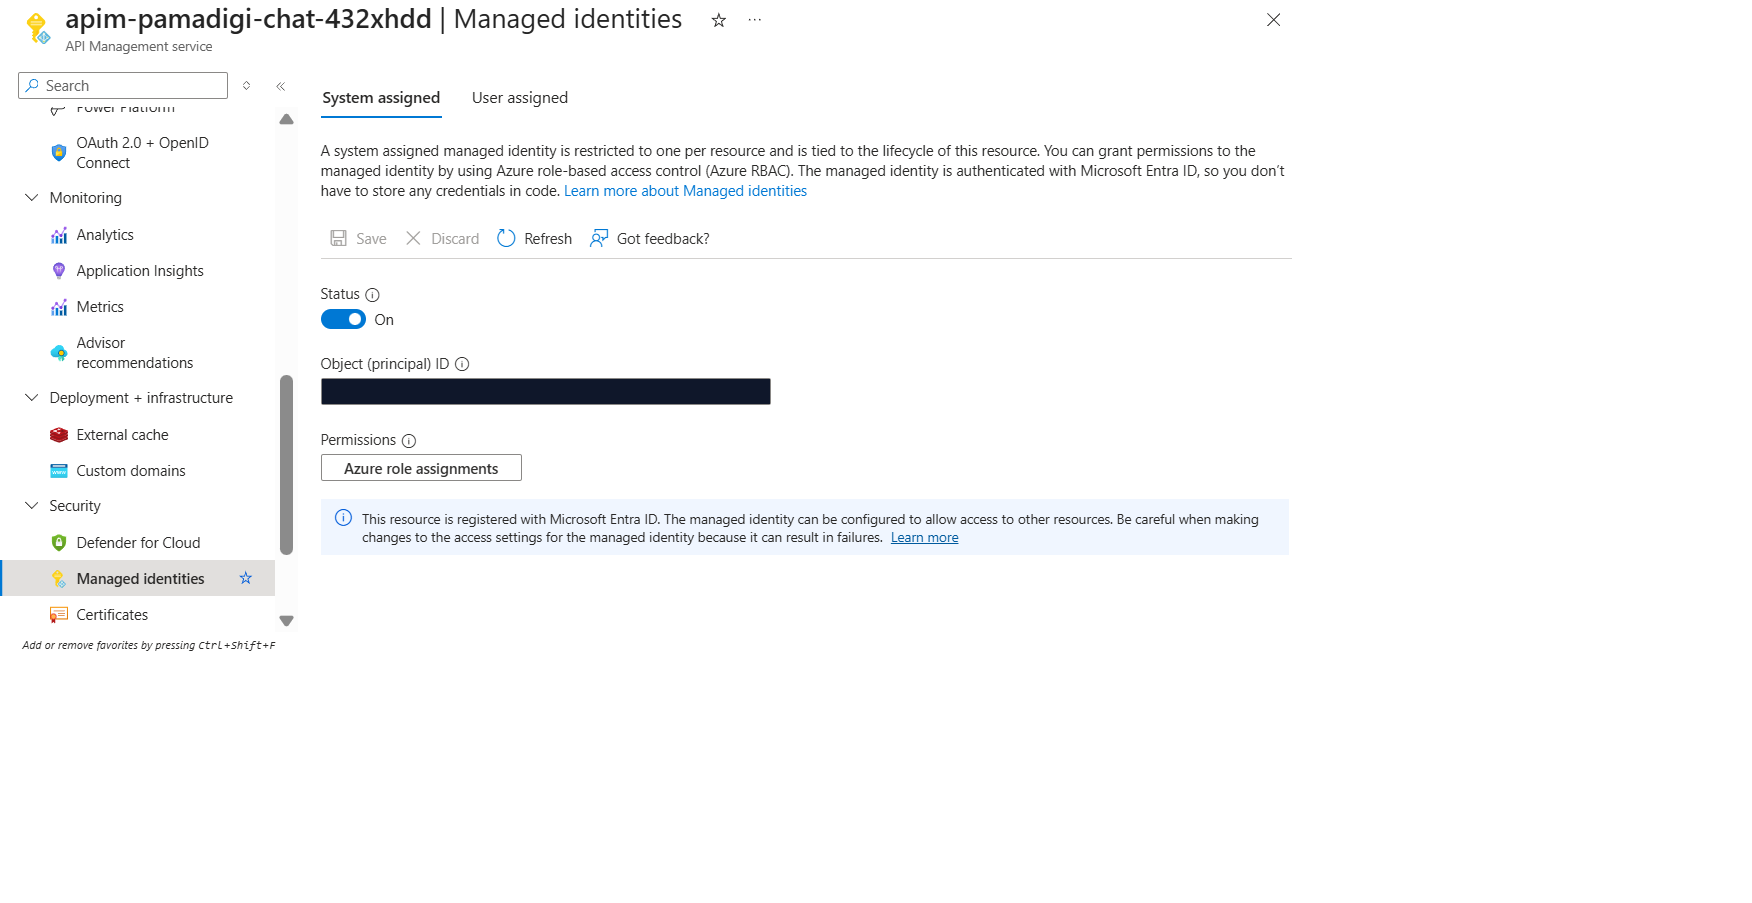 apim-pamadigi-chat-432xhdd | Managed identities
API Management service
Search
Power Platform
OAuth 2.0 + OpenID
Connect
Monitoring
Analytics
Application Insights
Metrics
Advisor
recommendations
Deployment + infrastructure
External cache
Custom domains
Security
Defender for Cloud
Managed identities
Certificates
Add or remove favorites by pressing Ctrl+Shift+F
System assigned User assigned
A system assigned managed identity is restricted to one per resource and is tied to the lifecycle of this resource. You can grant permissions to the
managed identity by using Azure role-based access control (Azure RBAC). The managed identity is authenticated with Microsoft Entra ID, so you don’t
have to store any credentials in code. Learn more about Managed identities
Save Discard Refresh Got feedback?
Status
On
Object (principal) ID
Permissions
Azure role assignments
This resource is registered with Microsoft Entra ID. The managed identity can be configured to allow access to other resources. Be careful when making
changes to the access settings for the managed identity because it can result in failures. Learn more